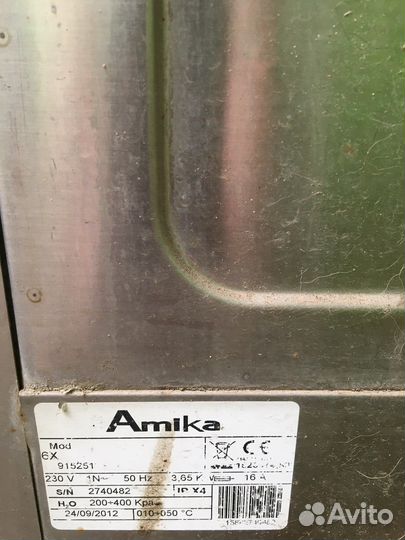 Amika
Mod
6X
915251
CE
230 V 1N~ 50 Hz 3,65 K 16 A
S/N 2740482 IP X4
H2O 200÷400 Kpa
24/09/2012 010÷050 °C
Avito